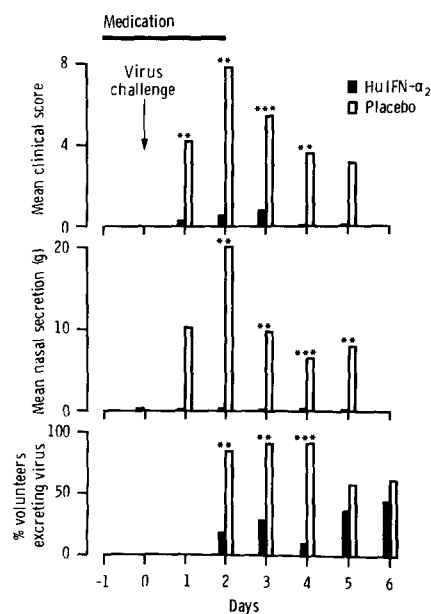 Medication
Virus
challenge
HuIFN-α₂
Placebo
Mean clinical score
8
4
0
**
**
***
**
Mean nasal secretion (g)
20
10
0
**
**
***
**
% volunteers
excreting virus
100
50
0
**
**
***
-1 0 1 2 3 4 5 6
Days